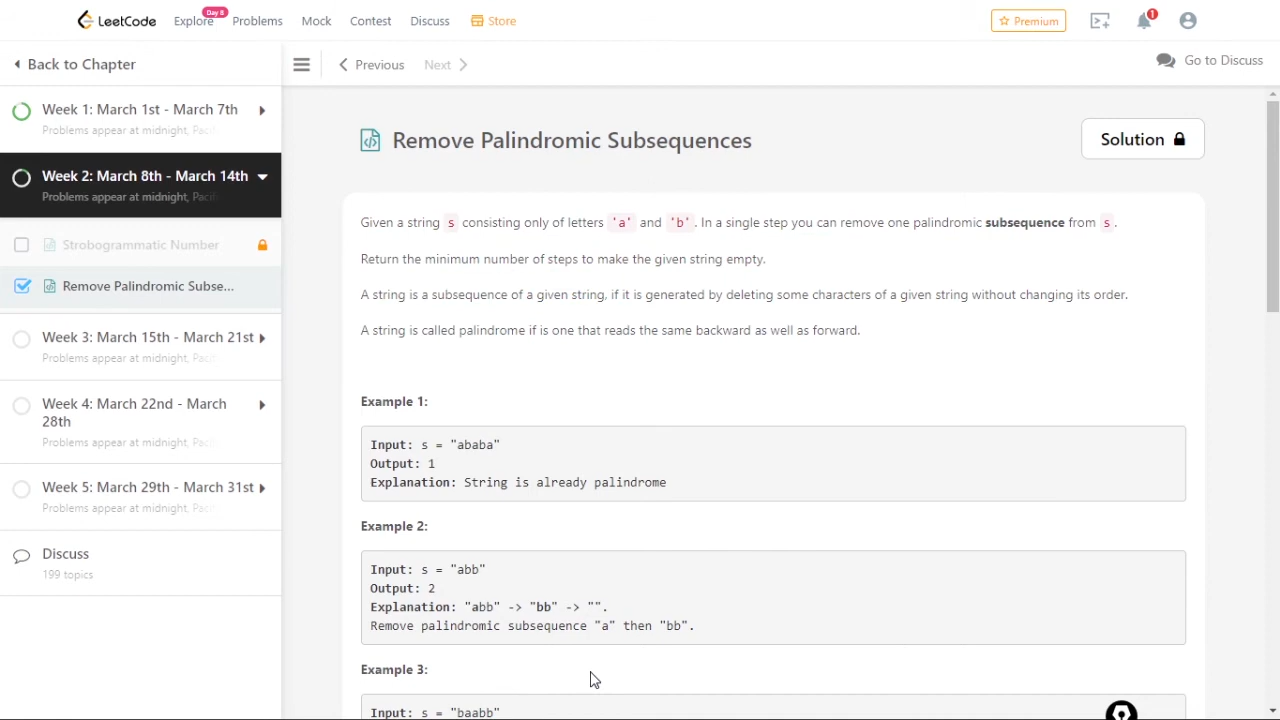 LeetCode
Explore
Day 8
Problems
Mock
Contest
Discuss
Store
Premium
1
Back to Chapter
Previous
Next
Go to Discuss
Week 1: March 1st - March 7th
Problems appear at midnight, Pacif
Week 2: March 8th - March 14th
Problems appear at midnight, Pacif
Strobogrammatic Number
Remove Palindromic Subse...
Week 3: March 15th - March 21st
Problems appear at midnight, Pacif
Week 4: March 22nd - March
28th
Problems appear at midnight, Pacif
Week 5: March 29th - March 31st
Problems appear at midnight, Pacif
Discuss
199 topics
Remove Palindromic Subsequences
Solution
Given a string s consisting only of letters 'a' and 'b'. In a single step you can remove one palindromic subsequence from s.
Return the minimum number of steps to make the given string empty.
A string is a subsequence of a given string, if it is generated by deleting some characters of a given string without changing its order.
A string is called palindrome if is one that reads the same backward as well as forward.
Example 1:
Input: s = "ababa"
Output: 1
Explanation: String is already palindrome
Example 2:
Input: s = "abb"
Output: 2
Explanation: "abb" -> "bb" -> "".
Remove palindromic subsequence "a" then "bb".
Example 3:
Input: s = "baabb"